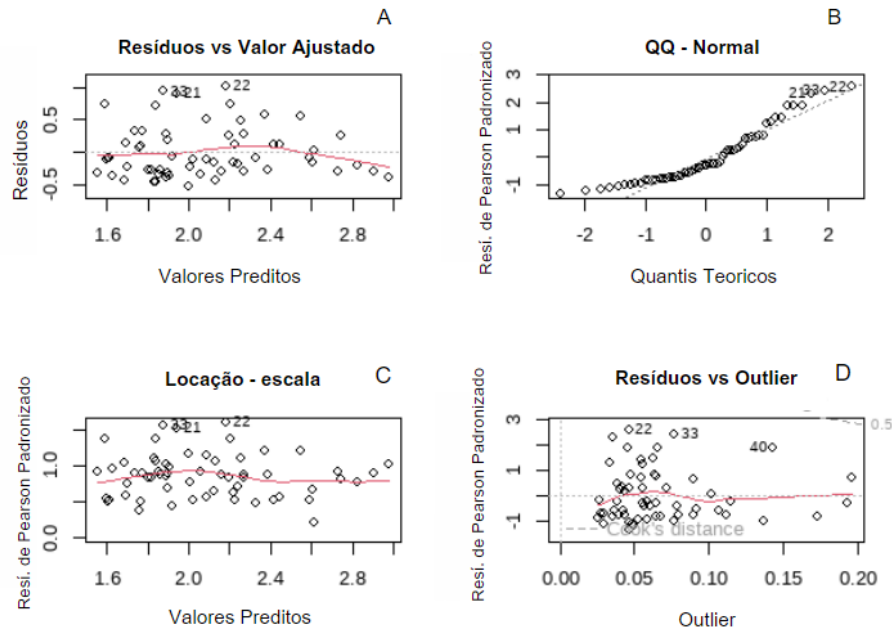 A
Resíduos vs Valor Ajustado
Resíduos
0.5
-0.5
33
21
22
1.6 2.0 2.4 2.8
Valores Preditos
B
QQ - Normal
Resí. de Pearson Padronizado
3
1
-1
21
33
22
-2 -1 0 1 2
Quantis Teoricos
C
Locação - escala
Resí. de Pearson Padronizado
1.0
0.0
33
21
22
1.6 2.0 2.4 2.8
Valores Preditos
D
Resíduos vs Outlier
Resí. de Pearson Padronizado
3
1
-1
22
33
40
0.5
Cook's distance
0.00 0.05 0.10 0.15 0.20
Outlier